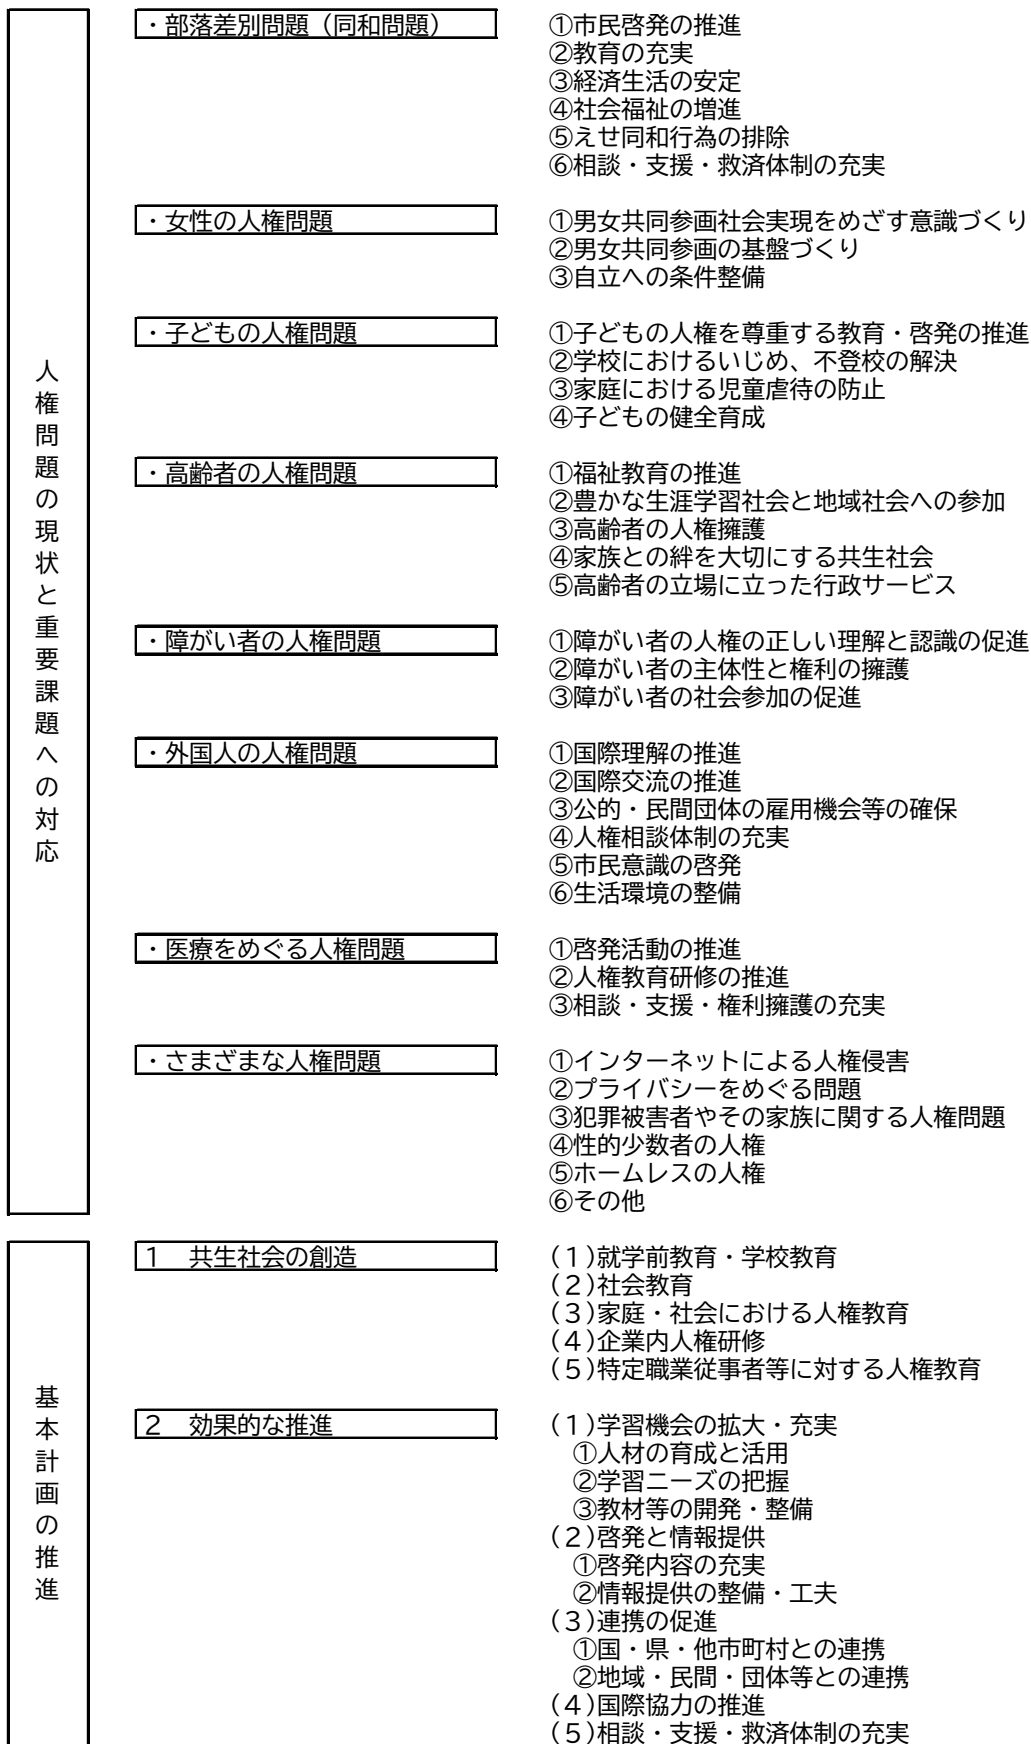 人権問題の現状と重要課題への対応
・部落差別問題（同和問題）
①市民啓発の推進
②教育の充実
③経済生活の安定
④社会福祉の増進
⑤えせ同和行為の排除
⑥相談・支援・救済体制の充実
・女性の人権問題
①男女共同参画社会実現をめざす意識づくり
②男女共同参画の基盤づくり
③自立への条件整備
・子どもの人権問題
①子どもの人権を尊重する教育・啓発の推進
②学校におけるいじめ、不登校の解決
③家庭における児童虐待の防止
④子どもの健全育成
・高齢者の人権問題
①福祉教育の推進
②豊かな生涯学習社会と地域社会への参加
③高齢者の人権擁護
④家族との絆を大切にする共生社会
⑤高齢者の立場に立った行政サービス
・障がい者の人権問題
①障がい者の人権の正しい理解と認識の促進
②障がい者の主体性と権利の擁護
③障がい者の社会参加の促進
・外国人の人権問題
①国際理解の推進
②国際交流の推進
③公的・民間団体の雇用機会等の確保
④人権相談体制の充実
⑤市民意識の啓発
⑥生活環境の整備
・医療をめぐる人権問題
①啓発活動の推進
②人権教育研修の推進
③相談・支援・権利擁護の充実
・さまざまな人権問題
①インターネットによる人権侵害
②プライバシーをめぐる問題
③犯罪被害者やその家族に関する人権問題
④性的少数者の人権
⑤ホームレスの人権
⑥その他
基本計画の推進
１　共生社会の創造
(１)就学前教育・学校教育
(２)社会教育
(３)家庭・社会における人権教育
(４)企業内人権研修
(５)特定職業従事者等に対する人権教育
２　効果的な推進
(１)学習機会の拡大・充実
①人材の育成と活用
②学習ニーズの把握
③教材等の開発・整備
(２)啓発と情報提供
①啓発内容の充実
②情報提供の整備・工夫
(３)連携の促進
①国・県・他市町村との連携
②地域・民間・団体等との連携
(４)国際協力の推進
(５)相談・支援・救済体制の充実